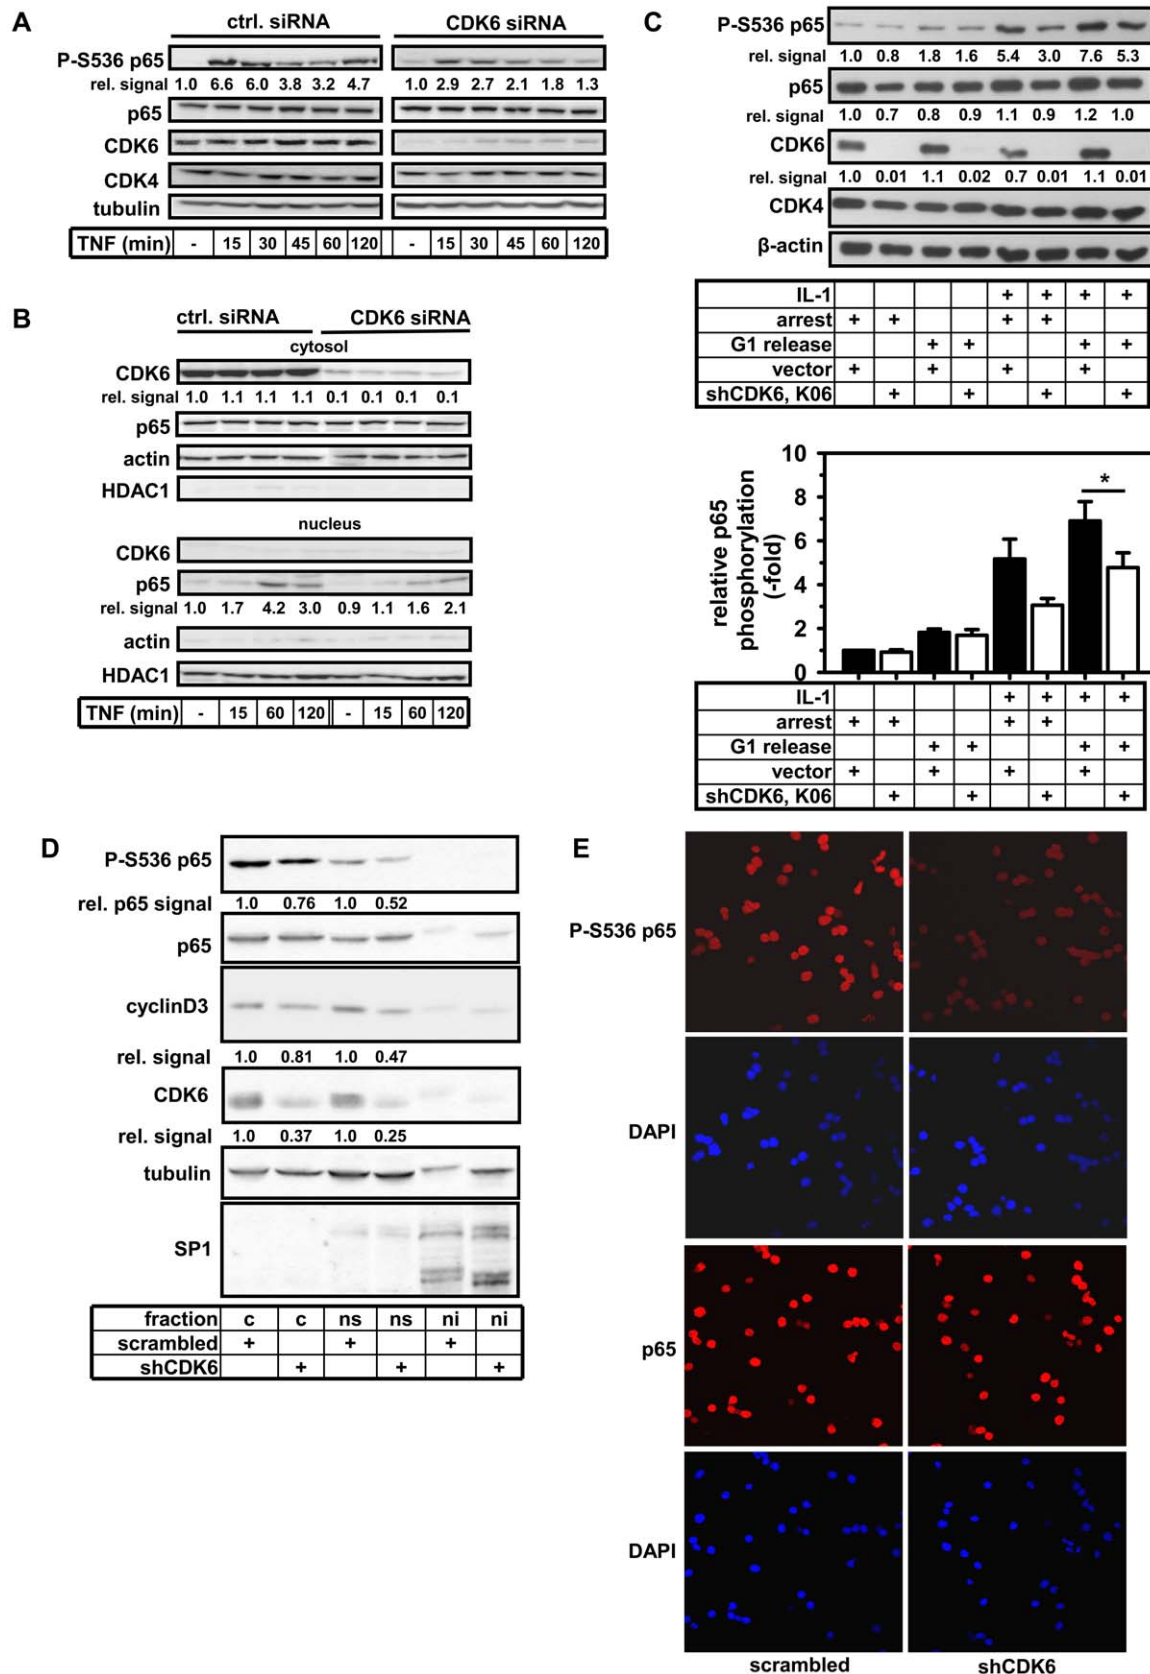 A
ctrl. siRNA CDK6 siRNA
P-S536 p65
rel. signal 1.0 6.6 6.0 3.8 3.2 4.7 1.0 2.9 2.7 2.1 1.8 1.3
p65
CDK6
CDK4
tubulin
TNF (min) - 15 30 45 60 120 - 15 30 45 60 120
B
ctrl. siRNA CDK6 siRNA
cytosol
CDK6
rel. signal 1.0 1.1 1.1 1.1 0.1 0.1 0.1 0.1
p65
actin
HDAC1
nucleus
CDK6
p65
rel. signal 1.0 1.7 4.2 3.0 0.9 1.1 1.6 2.1
actin
HDAC1
TNF (min) - 15 60 120 - 15 60 120
C
P-S536 p65
rel. signal 1.0 0.8 1.8 1.6 5.4 3.0 7.6 5.3
p65
rel. signal 1.0 0.7 0.8 0.9 1.1 0.9 1.2 1.0
CDK6
rel. signal 1.0 0.01 1.1 0.02 0.7 0.01 1.1 0.01
CDK4
β-actin
IL-1 + + + +
arrest + + + +
G1 release + + + +
vector + + + +
shCDK6, K06 + + + +
relative p65
phosphorylation
(-fold)
10
8
6
4
2
0
*
IL-1 + + + +
arrest + + + +
G1 release + + + +
vector + + + +
shCDK6, K06 + + + +
D
P-S536 p65
rel. p65 signal 1.0 0.76 1.0 0.52
p65
cyclinD3
rel. signal 1.0 0.81 1.0 0.47
CDK6
rel. signal 1.0 0.37 1.0 0.25
tubulin
SP1
fraction c c ns ns ni ni
scrambled + + +
shCDK6 + + +
E
P-S536 p65
DAPI
p65
DAPI
scrambled shCDK6